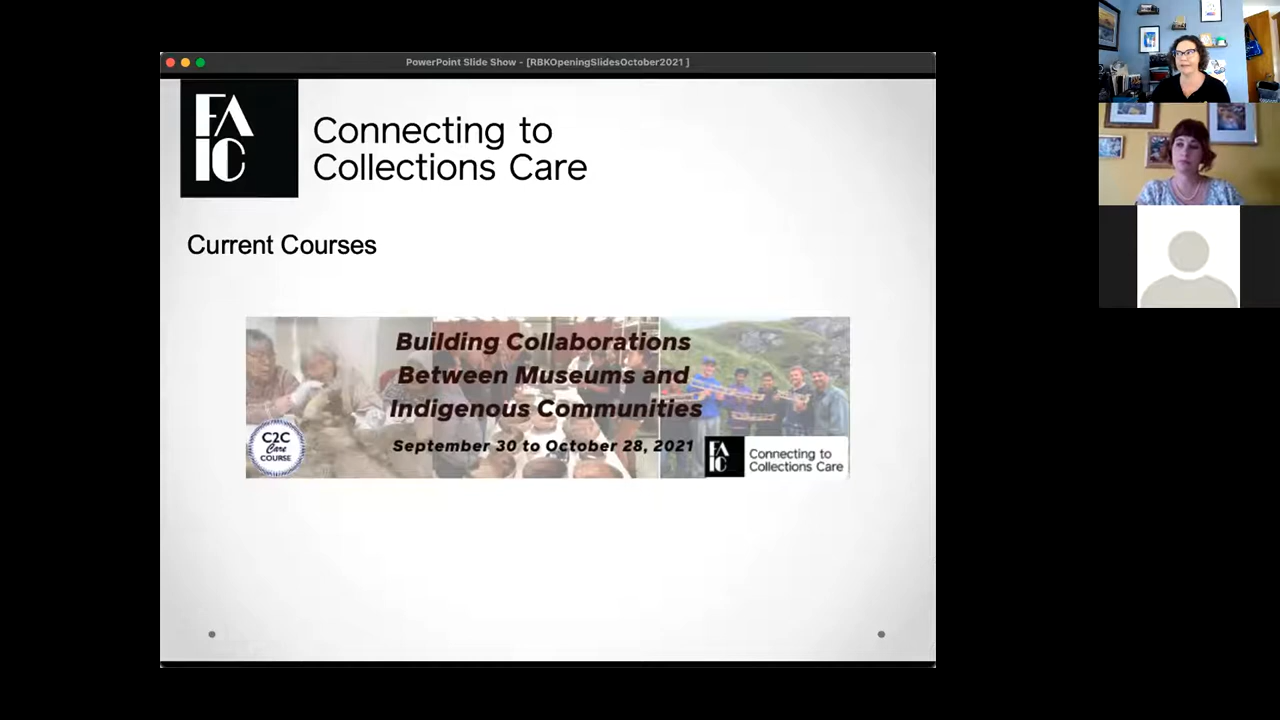 PowerPoint Slide Show - [RBKOpeningSlidesOctober2021 ]
FA
IC
Connecting to
Collections Care
Current Courses
Building Collaborations
Between Museums and
Indigenous Communities
September 30 to October 28, 2021
C2C
Care
COURSE
FA
IC
Connecting to
Collections Care